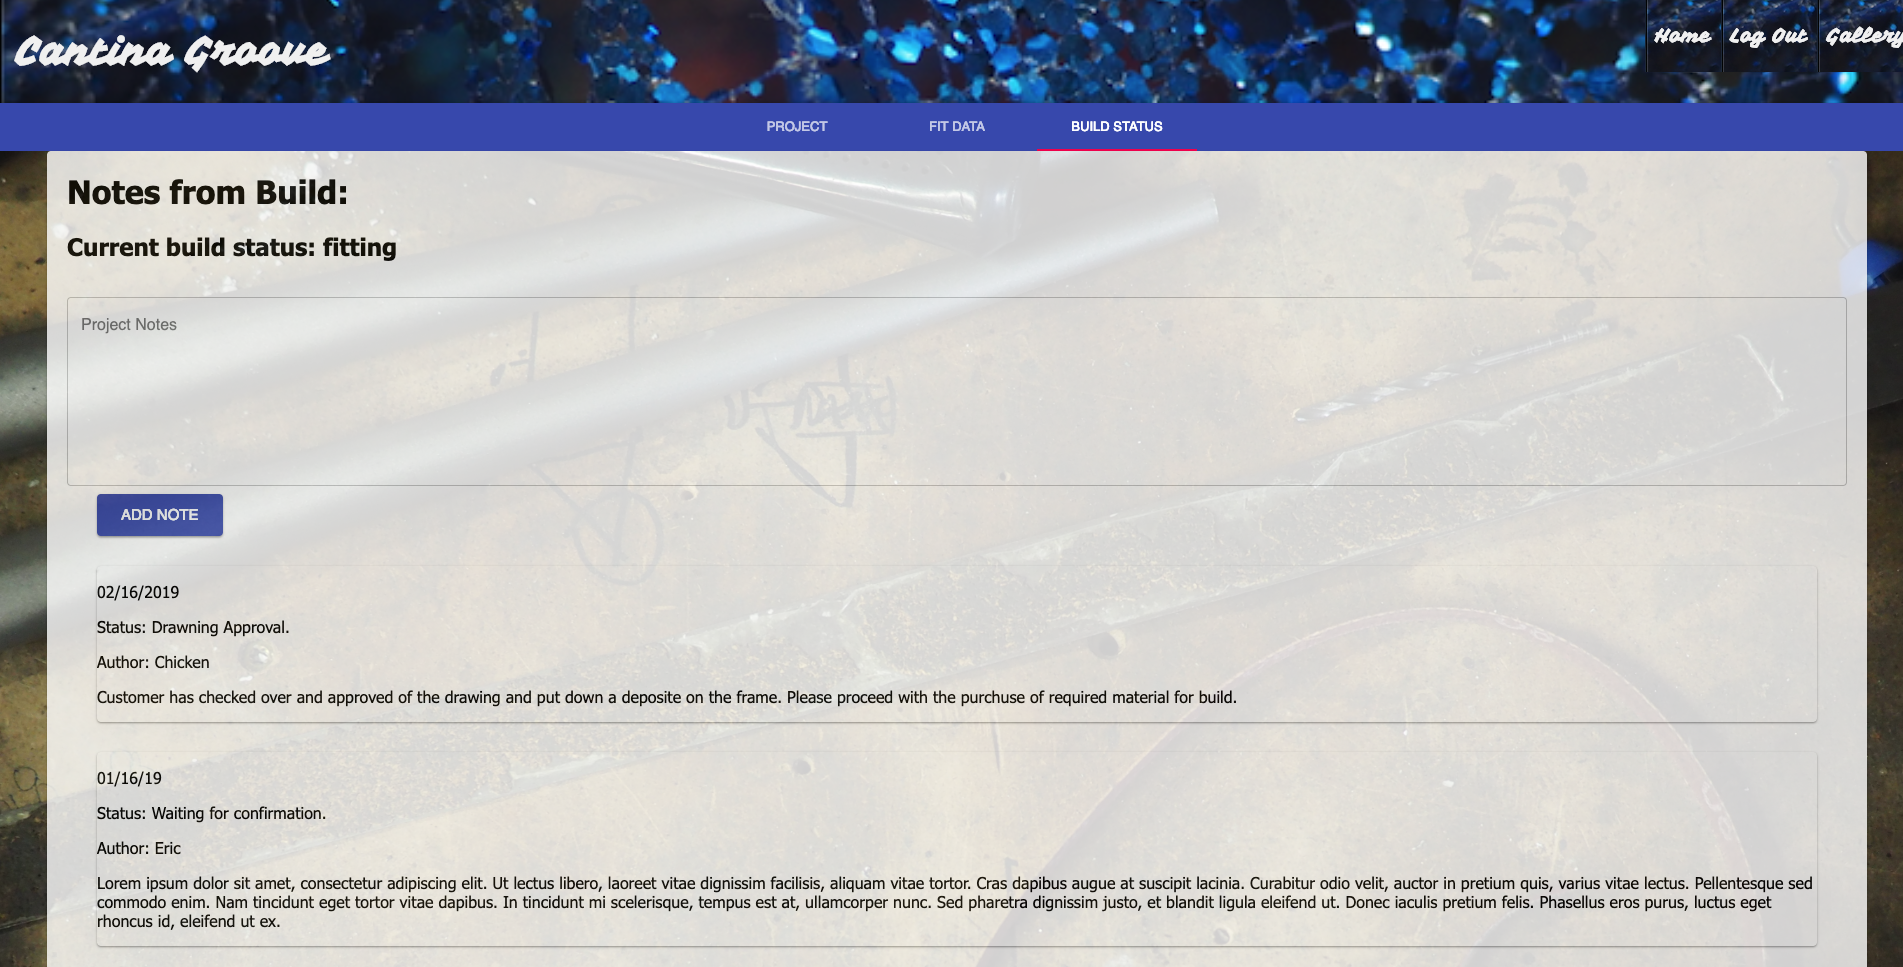 Cantina Groove
Home
Log Out
Gallery
PROJECT
FIT DATA
BUILD STATUS
Notes from Build:
Current build status: fitting
Project Notes
ADD NOTE
02/16/2019
Status: Drawning Approval.
Author: Chicken
Customer has checked over and approved of the drawing and put down a deposite on the frame. Please proceed with the purchuse of required material for build.
01/16/19
Status: Waiting for confirmation.
Author: Eric
Lorem ipsum dolor sit amet, consectetur adipiscing elit. Ut lectus libero, laoreet vitae dignissim facilisis, aliquam vitae tortor. Cras dapibus augue at suscipit lacinia. Curabitur odio velit, auctor in pretium quis, varius vitae lectus. Pellentesque sed
commodo enim. Nam tincidunt eget tortor vitae dapibus. In tincidunt mi scelerisque, tempus est at, ullamcorper nunc. Sed pharetra dignissim justo, et blandit ligula eleifend ut. Donec iaculis pretium felis. Phasellus eros purus, luctus eget
rhoncus id, eleifend ut ex.